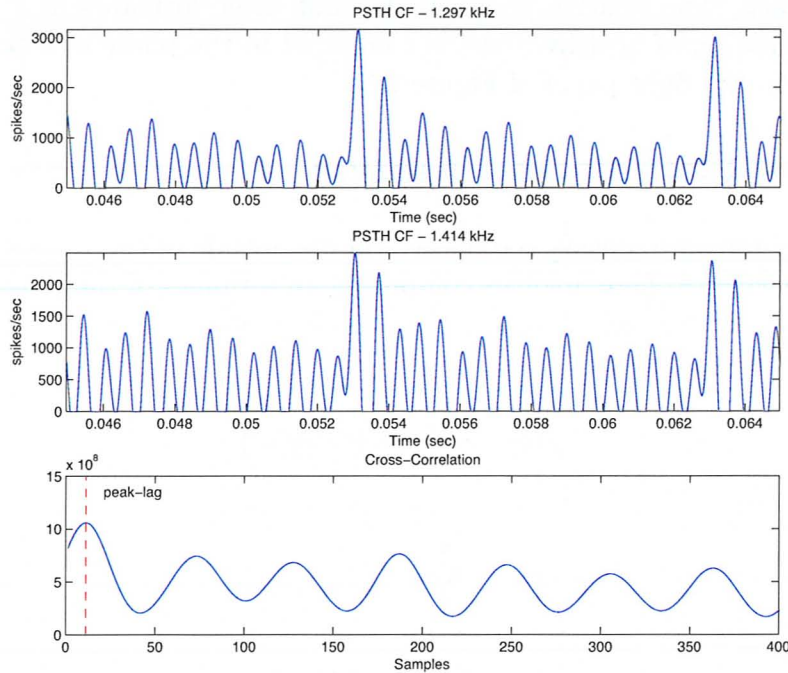 PSTH CF – 1.297 kHz
3000
2000
1000
0
spikes/sec
0.046 0.048 0.05 0.052 0.054 0.056 0.058 0.06 0.062 0.064
Time (sec)
PSTH CF – 1.414 kHz
2000
1500
1000
500
0
spikes/sec
0.046 0.048 0.05 0.052 0.054 0.056 0.058 0.06 0.062 0.064
Time (sec)
Cross–Correlation
x 10^8
15
10
5
0
peak–lag
0 50 100 150 200 250 300 350 400
Samples